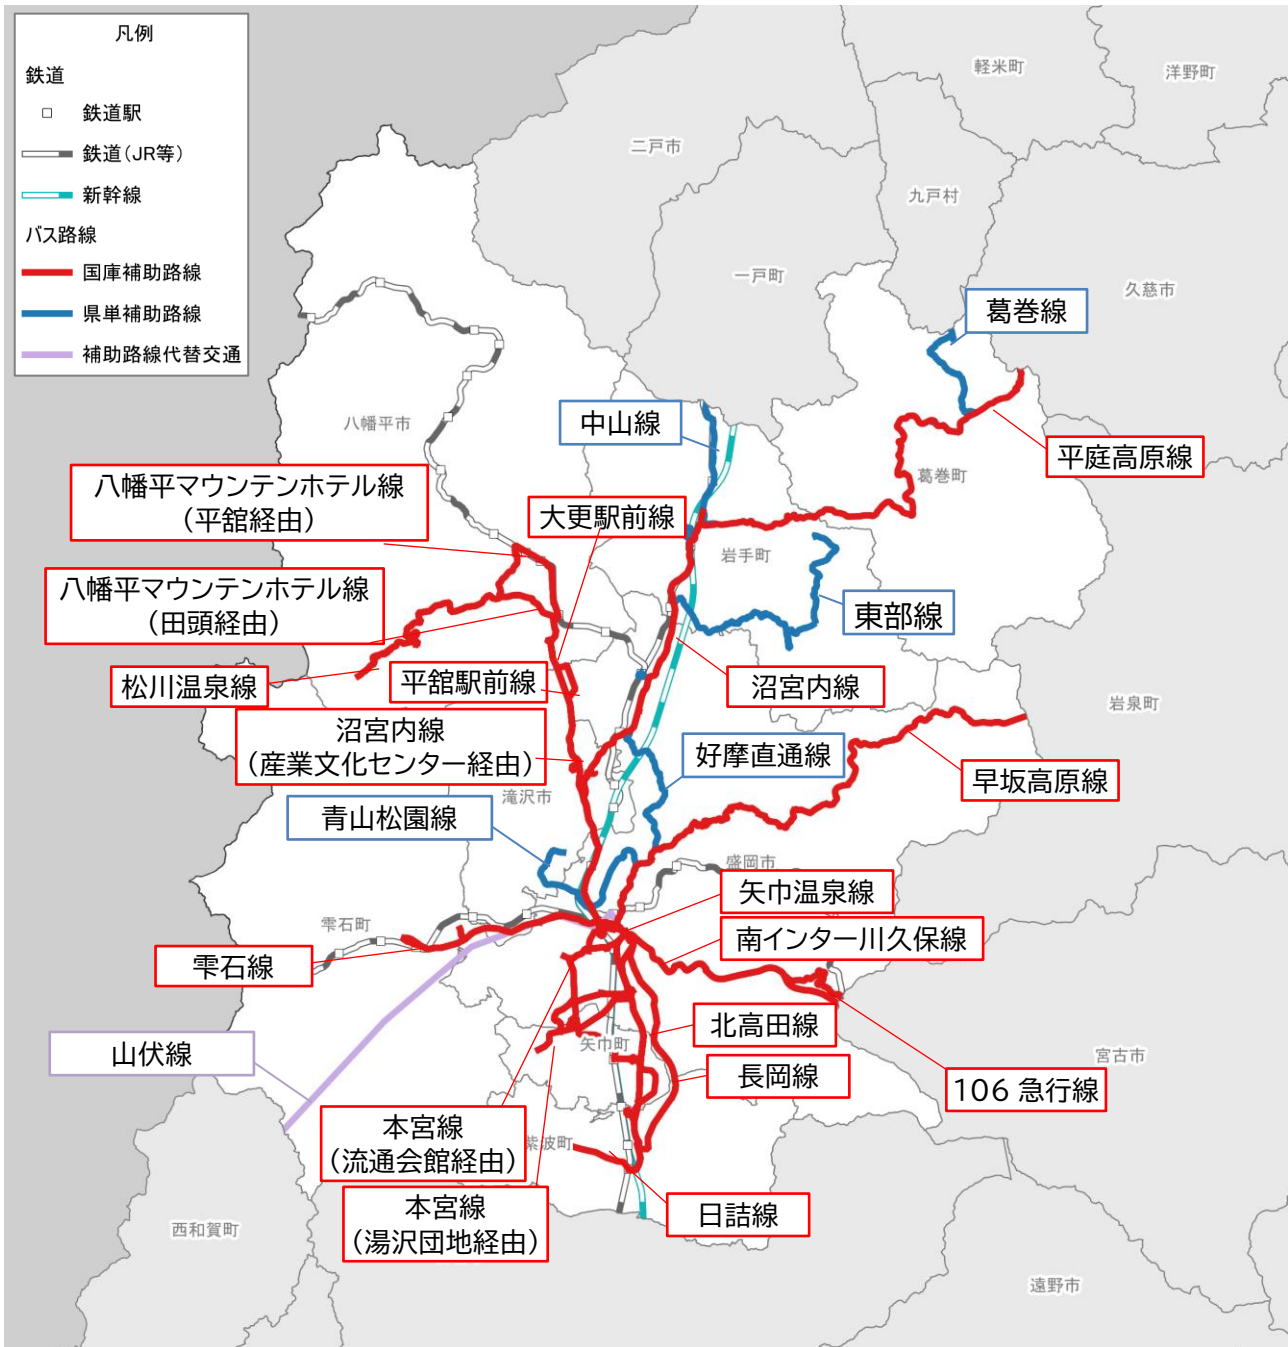 凡例
鉄道
鉄道駅
鉄道(JR等)
新幹線
バス路線
国庫補助路線
県単補助路線
補助路線代替交通
軽米町
洋野町
二戸市
九戸村
一戸町
久慈市
葛巻線
八幡平市
中山線
平庭高原線
葛巻町
八幡平マウンテンホテル線
(平舘経由)
大更駅前線
岩手町
八幡平マウンテンホテル線
(田頭経由)
東部線
松川温泉線
平舘駅前線
沼宮内線
岩泉町
沼宮内線
(産業文化センター経由)
好摩直通線
早坂高原線
滝沢市
青山松園線
盛岡市
矢巾温泉線
雫石町
南インター川久保線
雫石線
北高田線
山伏線
矢巾町
宮古市
長岡線
106 急行線
本宮線
(流通会館経由)
紫波町
本宮線
(湯沢団地経由)
日詰線
西和賀町
遠野市